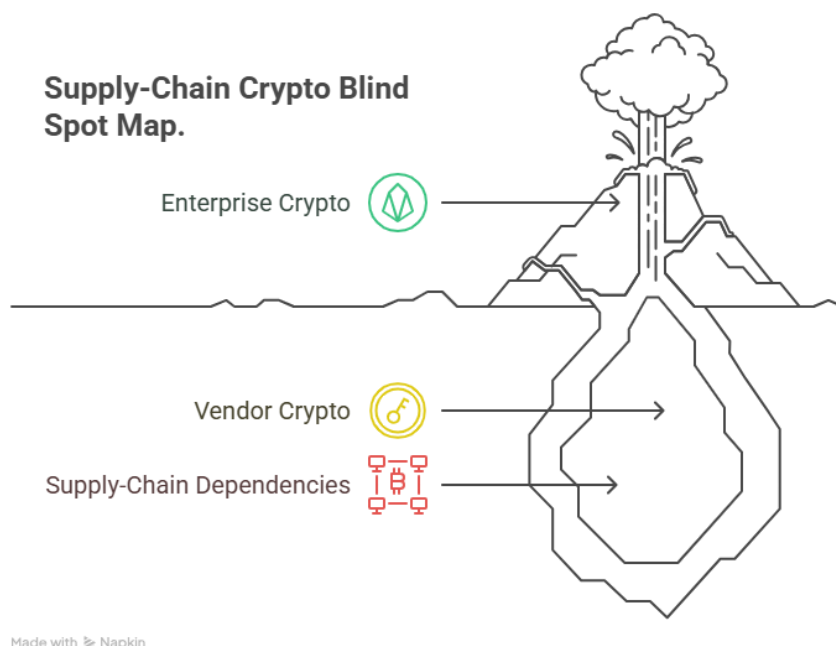 Supply-Chain Crypto Blind
Spot Map.
Enterprise Crypto
Vendor Crypto
Supply-Chain Dependencies
Made with Napkin